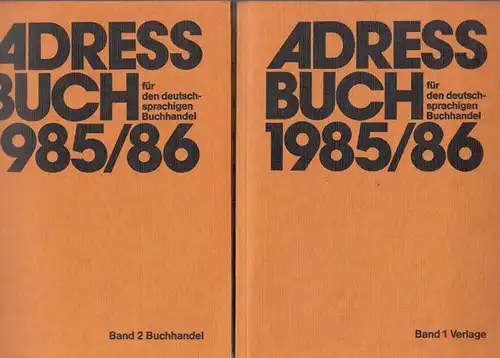 ADRESS
BUCH
für
den deutsch-
sprachigen
Buchhandel
1985/86
Band 2 Buchhandel
ADRESS
BUCH
für
den deutsch-
sprachigen
Buchhandel
1985/86
Band 1 Verlage